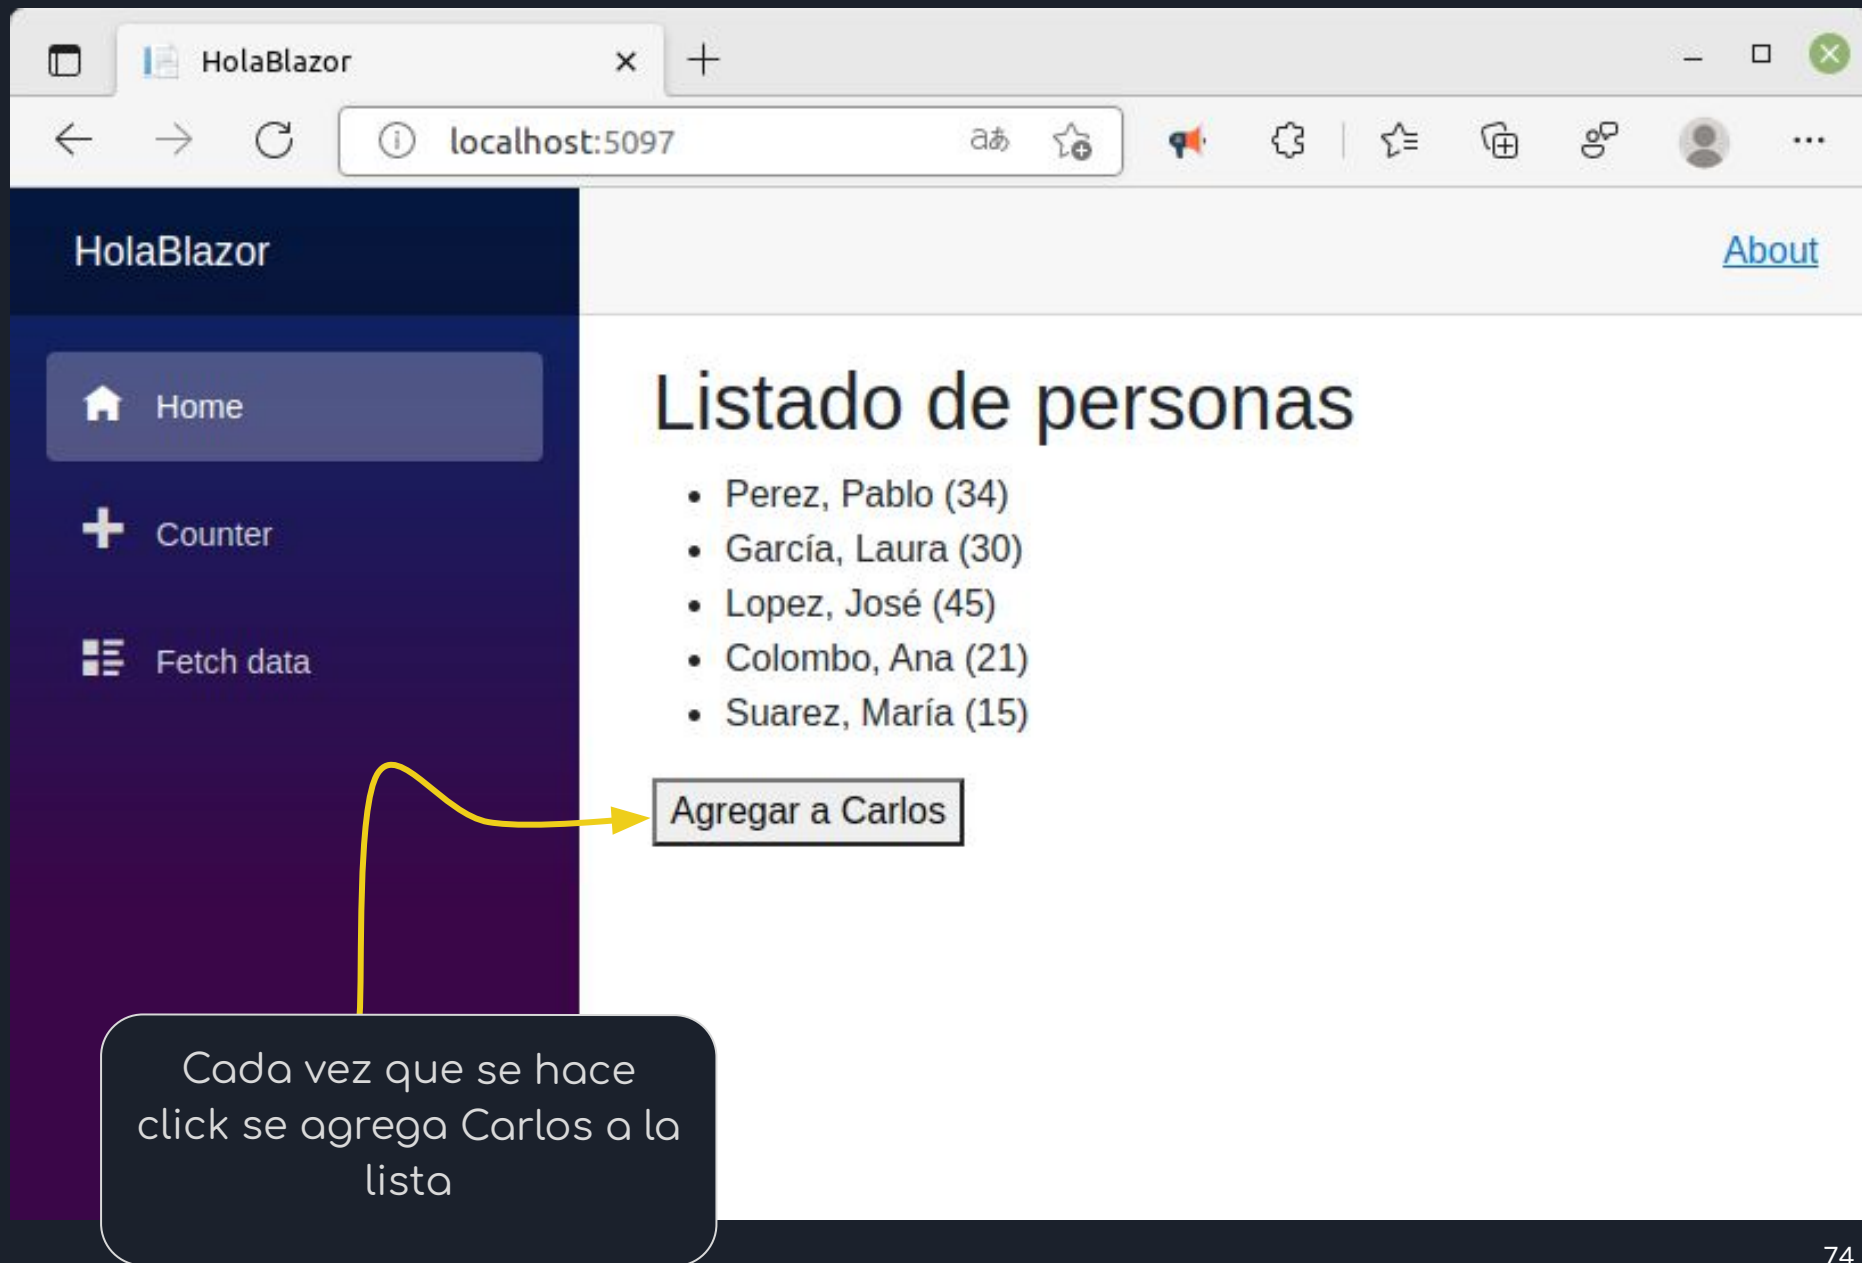 HolaBlazor
localhost:5097
aあ
HolaBlazor
About
Home
Counter
Fetch data
Listado de personas
• Perez, Pablo (34)
• García, Laura (30)
• Lopez, José (45)
• Colombo, Ana (21)
• Suarez, María (15)
Agregar a Carlos
Cada vez que se hace
click se agrega Carlos a la
lista
74